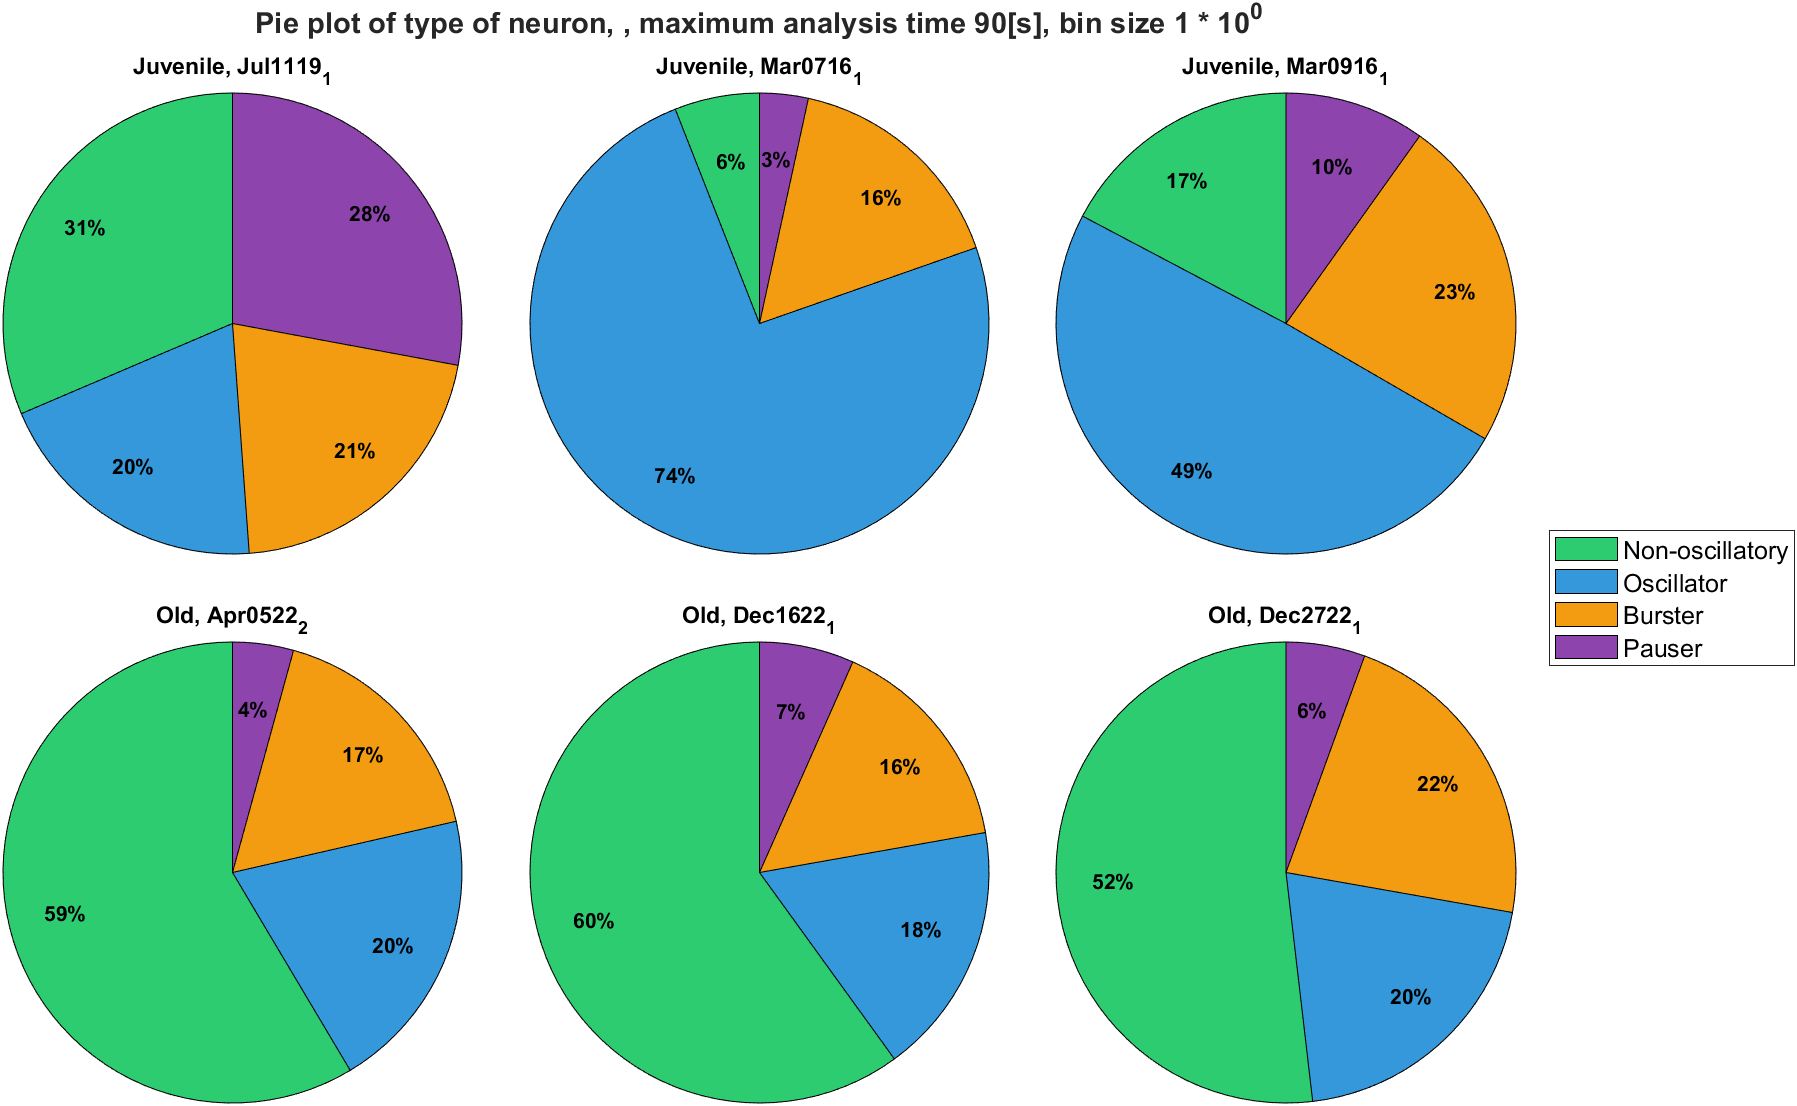 Pie plot of type of neuron, , maximum analysis time 90[s], bin size 1 * 10^0
Juvenile, Jul1119_1
Juvenile, Mar0716_1
Juvenile, Mar0916_1
31%
28%
20%
21%
6%
3%
16%
74%
17%
10%
23%
49%
Non-oscillatory
Oscillator
Burster
Pauser
Old, Apr0522_2
Old, Dec1622_1
Old, Dec2722_1
4%
17%
59%
20%
7%
16%
60%
18%
6%
22%
52%
20%